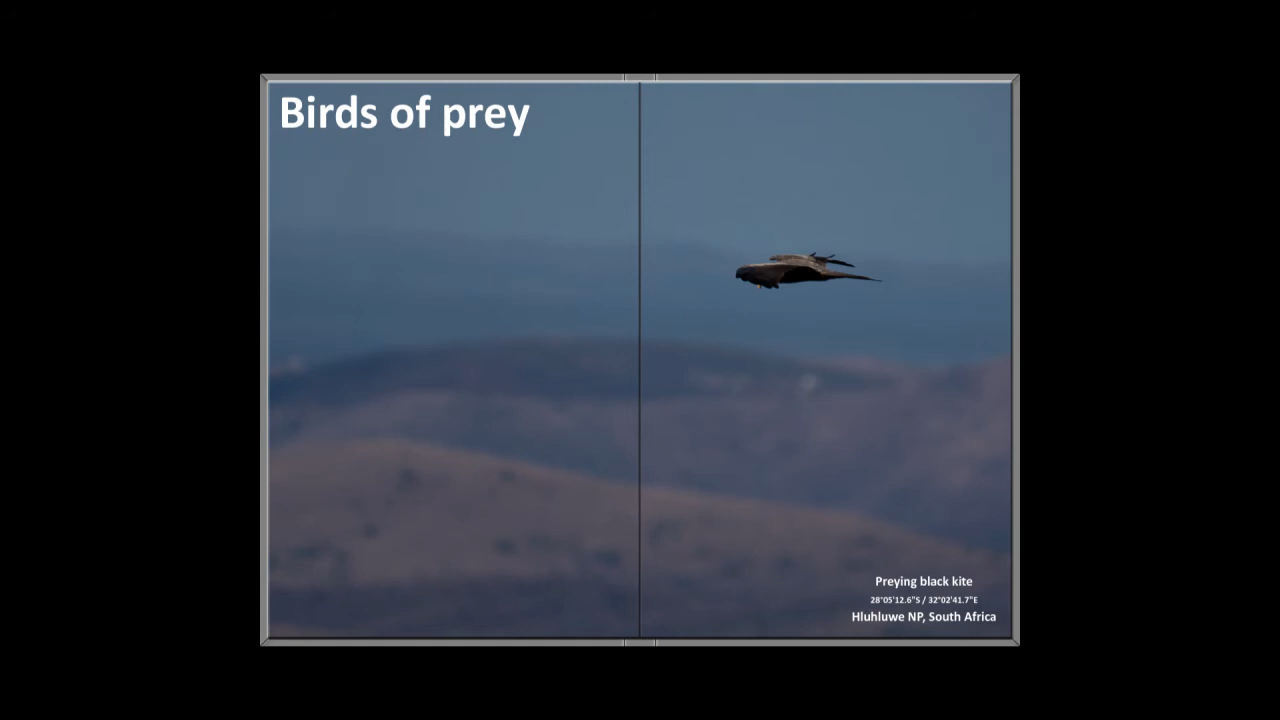 Birds of prey
Preying black kite
28°05'12.6"S / 32°02'41.7"E
Hluhluwe NP, South Africa